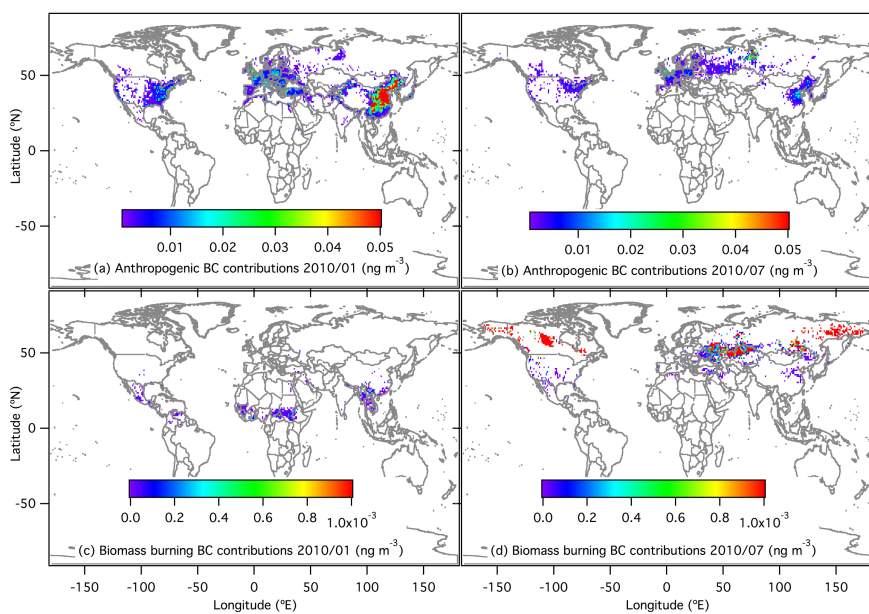 50
0
-50
Latitude (ºN)
0.01 0.02 0.03 0.04 0.05
(a) Anthropogenic BC contributions 2010/01 (ng m⁻³)
0.01 0.02 0.03 0.04 0.05
(b) Anthropogenic BC contributions 2010/07 (ng m⁻³)
50
0
-50
Latitude (ºN)
0.0 0.2 0.4 0.6 0.8 1.0x10⁻³
(c) Biomass burning BC contributions 2010/01 (ng m⁻³)
0.0 0.2 0.4 0.6 0.8 1.0x10⁻³
(d) Biomass burning BC contributions 2010/07 (ng m⁻³)
-150 -100 -50 0 50 100 150
Longitude (ºE)
-150 -100 -50 0 50 100 150
Longitude (ºE)